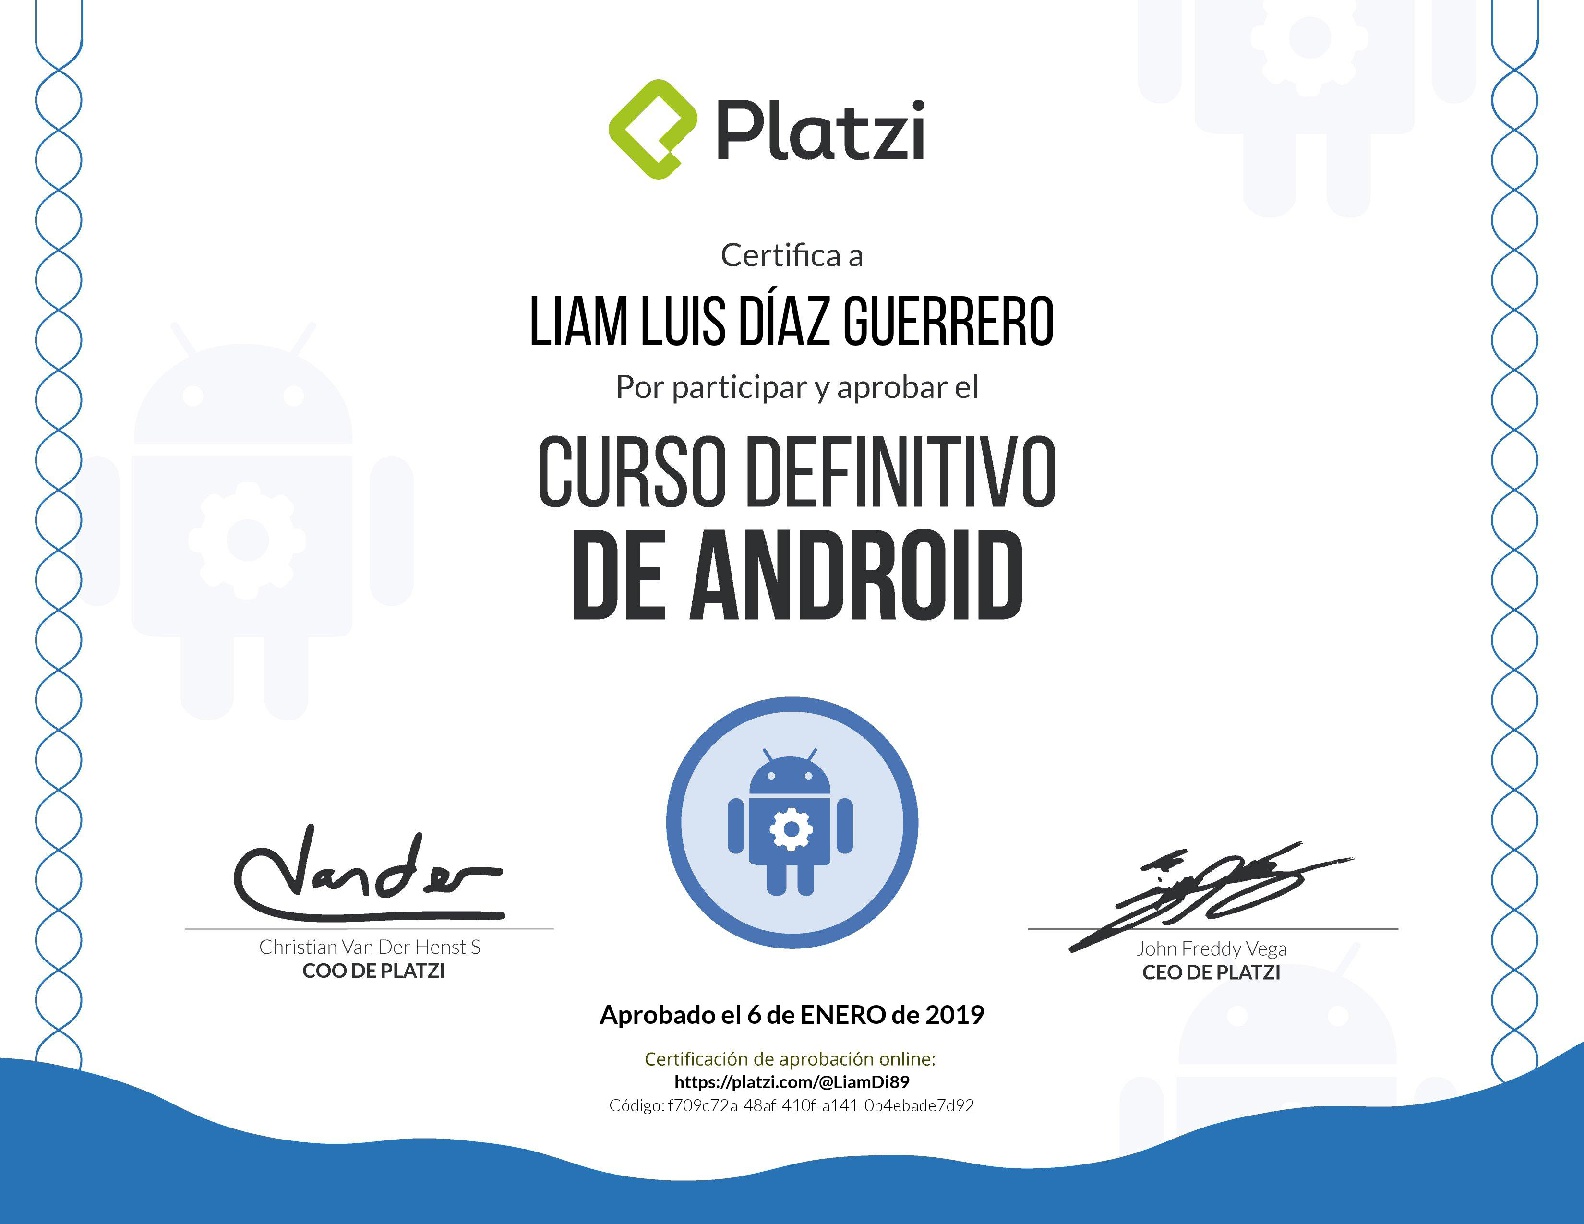 Platzi
Certifica a
LIAM LUIS DÍAZ GUERRERO
Por participar y aprobar el
CURSO DEFINITIVO
DE ANDROID
Vander
Christian Van Der Henst S
COO DE PLATZI
John Freddy Vega
CEO DE PLATZI
Aprobado el 6 de ENERO de 2019
Certificación de aprobación online:
https://platzi.com/@LiamDi89
Código: f709c72a-48af-410f-a141-0b4ebade7d92